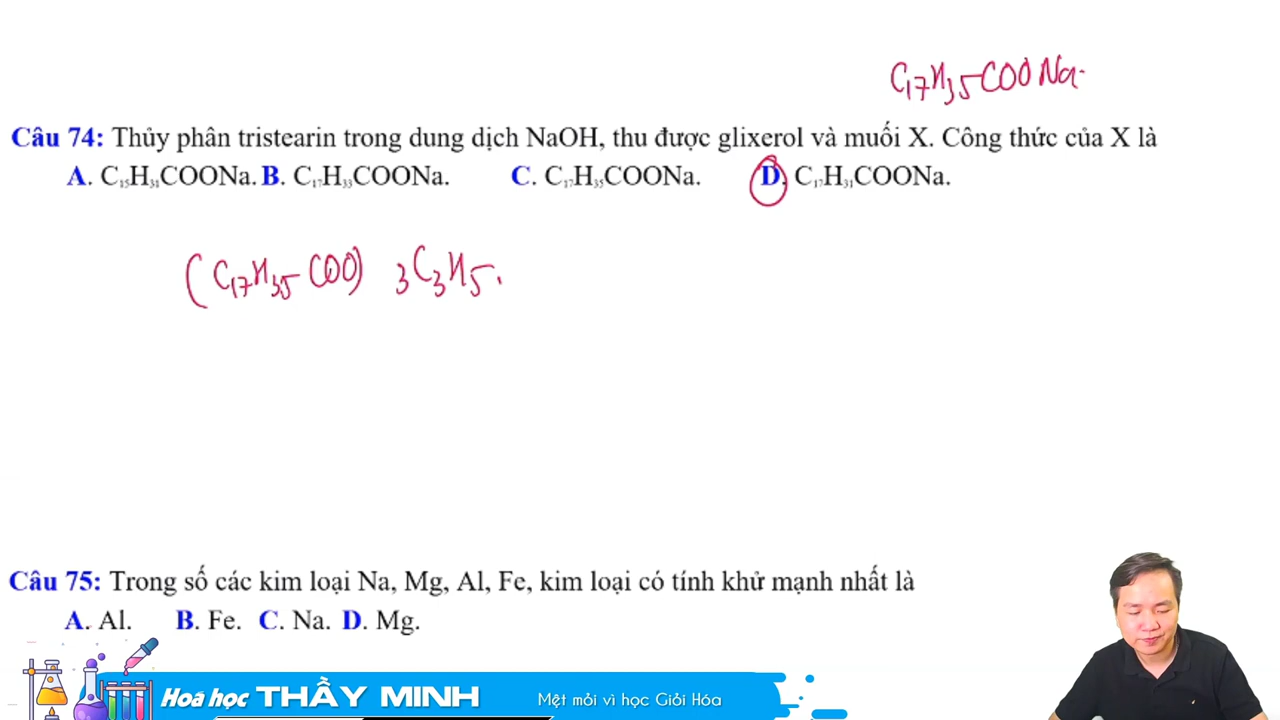 C₁₇H₃₅COONa.
Câu 74: Thủy phân tristearin trong dung dịch NaOH, thu được glixerol và muối X. Công thức của X là
A. C₁₅H₃₁COONa. B. C₁₇H₃₃COONa. C. C₁₇H₃₅COONa. D. C₁₇H₃₁COONa.
(C₁₇H₃₅COO)₃C₃H₅.
Câu 75: Trong số các kim loại Na, Mg, Al, Fe, kim loại có tính khử mạnh nhất là
A. Al. B. Fe. C. Na. D. Mg.
Hoá học THẦY MINH Mệt mỏi vì học Giỏi Hóa